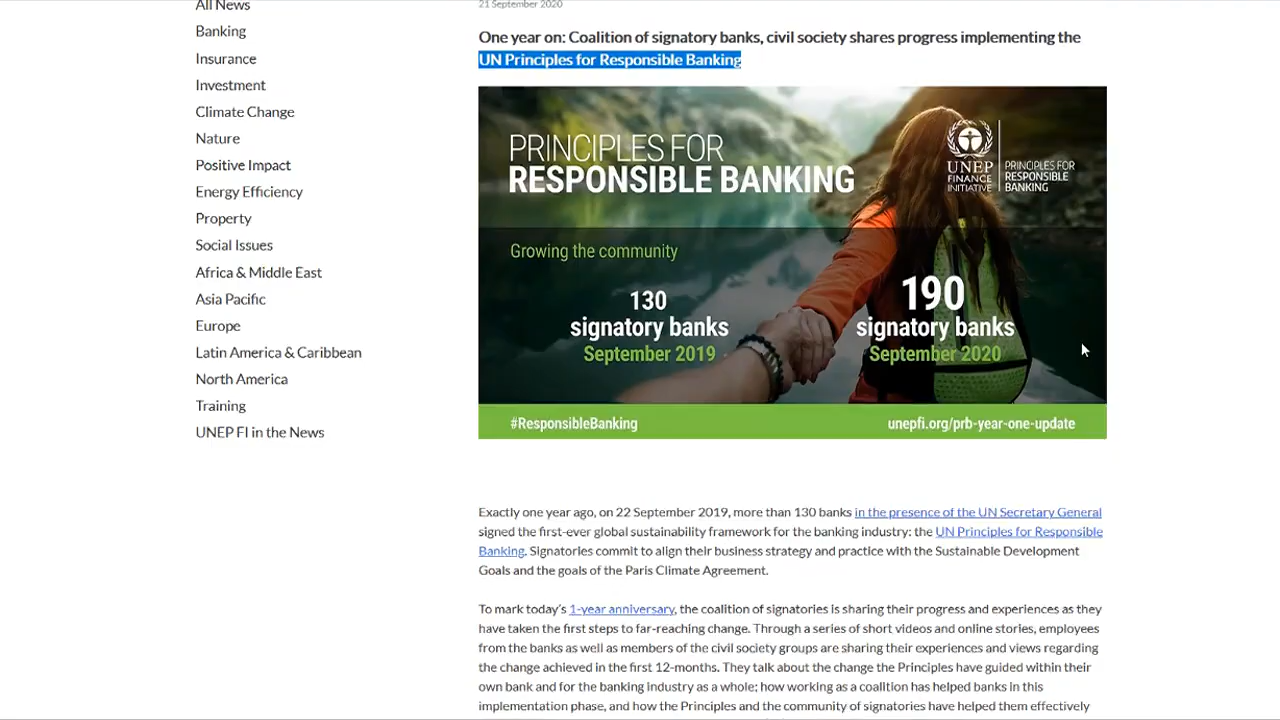 All News
Banking
Insurance
Investment
Climate Change
Nature
Positive Impact
Energy Efficiency
Property
Social Issues
Africa & Middle East
Asia Pacific
Europe
Latin America & Caribbean
North America
Training
UNEP FI in the News
21 September 2020
One year on: Coalition of signatory banks, civil society shares progress implementing the
UN Principles for Responsible Banking
PRINCIPLES FOR
RESPONSIBLE BANKING
UNEP
FINANCE
INITIATIVE
PRINCIPLES FOR
RESPONSIBLE
BANKING
Growing the community
130
signatory banks
September 2019
190
signatory banks
September 2020
#ResponsibleBanking
unepfi.org/prb-year-one-update
Exactly one year ago, on 22 September 2019, more than 130 banks in the presence of the UN Secretary General
signed the first-ever global sustainability framework for the banking industry: the UN Principles for Responsible
Banking. Signatories commit to align their business strategy and practice with the Sustainable Development
Goals and the goals of the Paris Climate Agreement.
To mark today's 1-year anniversary, the coalition of signatories is sharing their progress and experiences as they
have taken the first steps to far-reaching change. Through a series of short videos and online stories, employees
from the banks as well as members of the civil society groups are sharing their experiences and views regarding
the change achieved in the first 12-months. They talk about the change the Principles have guided within their
own bank and for the banking industry as a whole; how working as a coalition has helped banks in this
implementation phase, and how the Principles and the community of signatories have helped them effectively